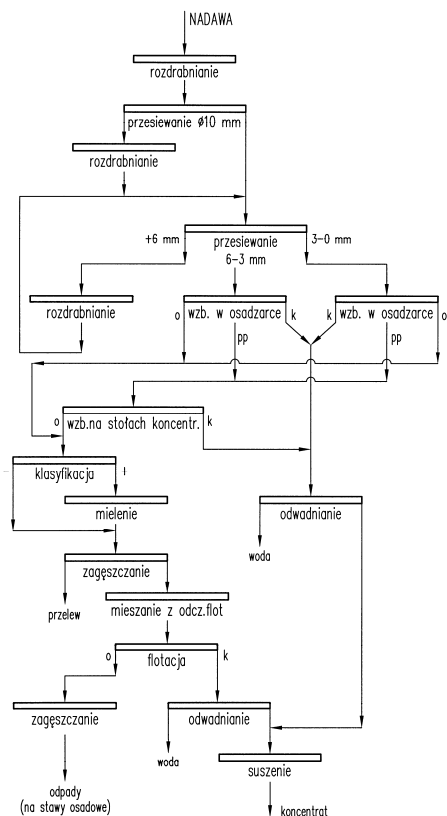 NADAWA
rozdrabnianie
przesiewanie Ø10 mm
rozdrabnianie
+6 mm
przesiewanie
3-0 mm
6-3 mm
rozdrabnianie
o
wzb. w osadzarce
k
k
wzb. w osadzarce
o
pp
pp
o
wzb.na stołach koncentr.
k
-
klasyfikacja
+
mielenie
odwadnianie
woda
zagęszczanie
przelew
mieszanie z odcz.flot
o
flotacja
k
zagęszczanie
odwadnianie
woda
suszenie
odpady
(na stawy osadowe)
koncentrat